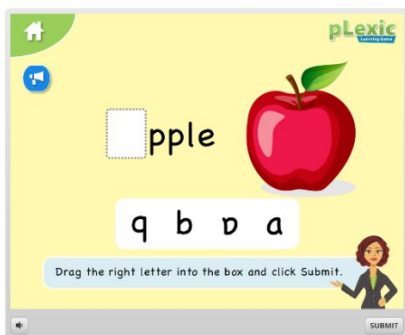 pLexic
Learning Game
pple
q b ɒ a
Drag the right letter into the box and click Submit.
SUBMIT